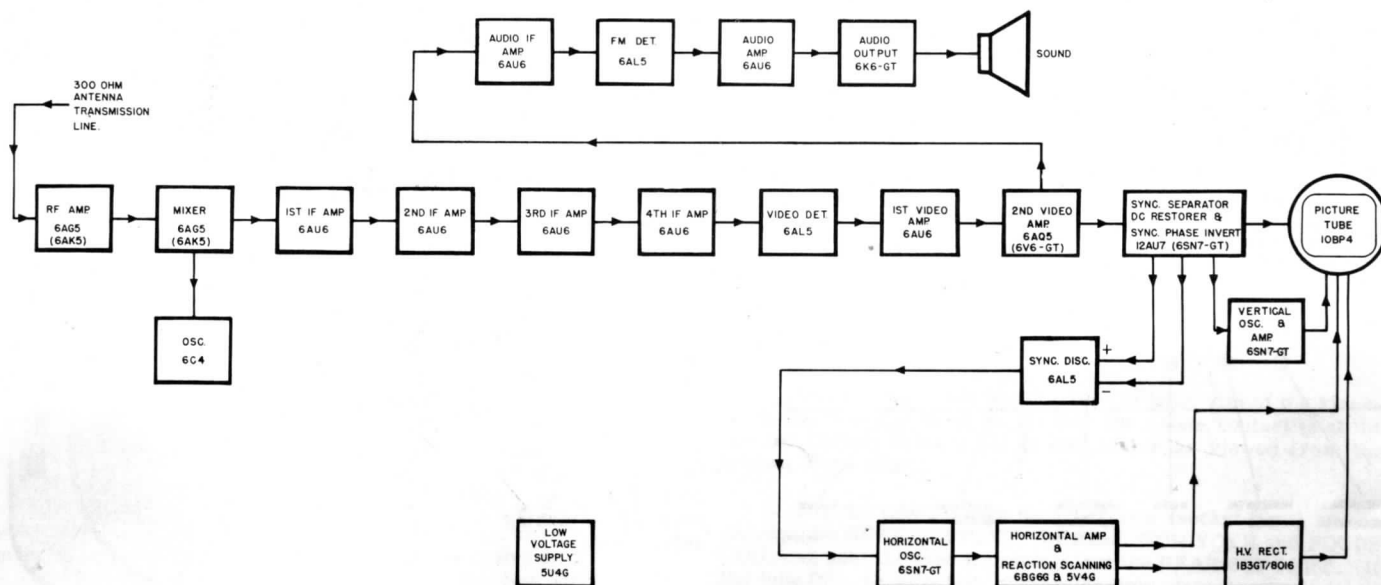 AUDIO IF
AMP
6AU6
FM DET.
6AL5
AUDIO
AMP
6AU6
AUDIO
OUTPUT
6K6-GT
SOUND
300 OHM
ANTENNA
TRANSMISSION
LINE.
RF AMP.
6AG5
(6AK5)
MIXER
6AG5
(6AK5)
1ST IF AMP
6AU6
2ND IF AMP
6AU6
3RD IF AMP
6AU6
4TH IF AMP
6AU6
VIDEO DET.
6AL5
1ST VIDEO
AMP
6AU6
2ND VIDEO
AMP.
6AQ5
(6V6-GT)
SYNC. SEPARATOR
DC RESTORER &
SYNC. PHASE INVERT
12AU7 (6SN7-GT)
PICTURE
TUBE
10BP4
OSC.
6C4
VERTICAL
OSC. &
AMP.
6SN7-GT
SYNC. DISC.
6AL5
+
−
LOW
VOLTAGE
SUPPLY.
5U4G
HORIZONTAL
OSC.
6SN7-GT
HORIZONTAL AMP
&
REACTION SCANNING
6BG6G & 5V4G
H.V. RECT.
1B3GT/8016